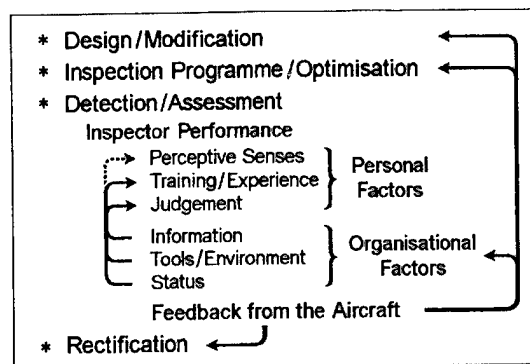 * Design/Modification
* Inspection Programme/Optimisation
* Detection/Assessment
Inspector Performance
Perceptive Senses
Training/Experience
Judgement
Personal
Factors
Information
Tools/Environment
Status
Organisational
Factors
Feedback from the Aircraft
* Rectification